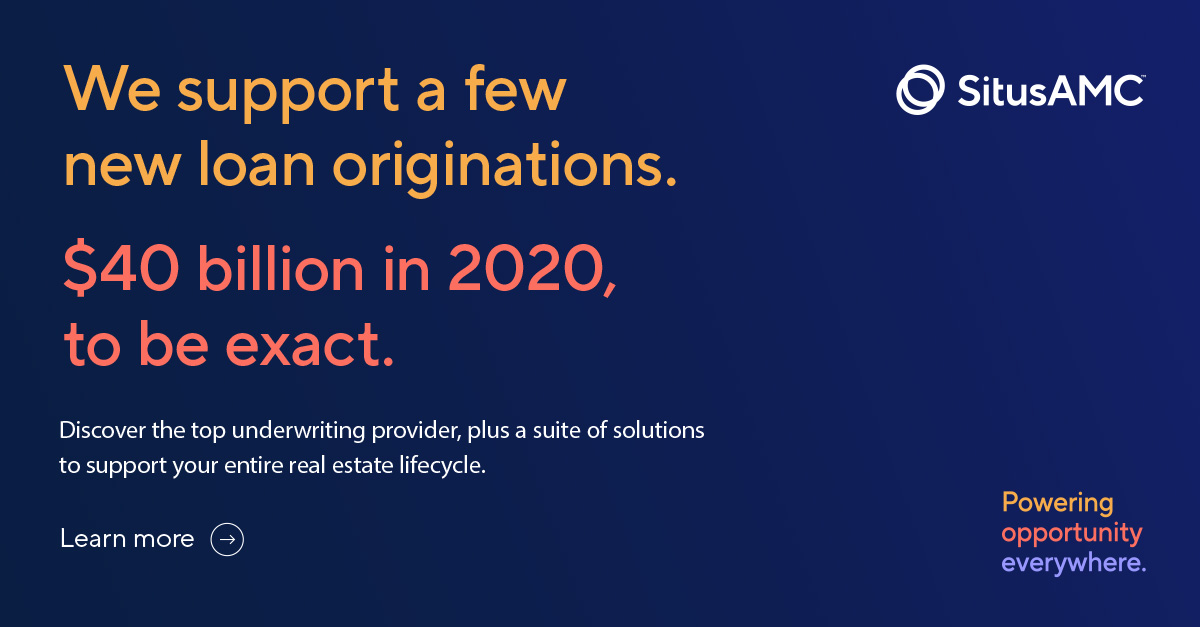 We support a few
new loan originations.
$40 billion in 2020,
to be exact.
Discover the top underwriting provider, plus a suite of solutions
to support your entire real estate lifecycle.
Learn more
SitusAMC™
Powering
opportunity
everywhere.